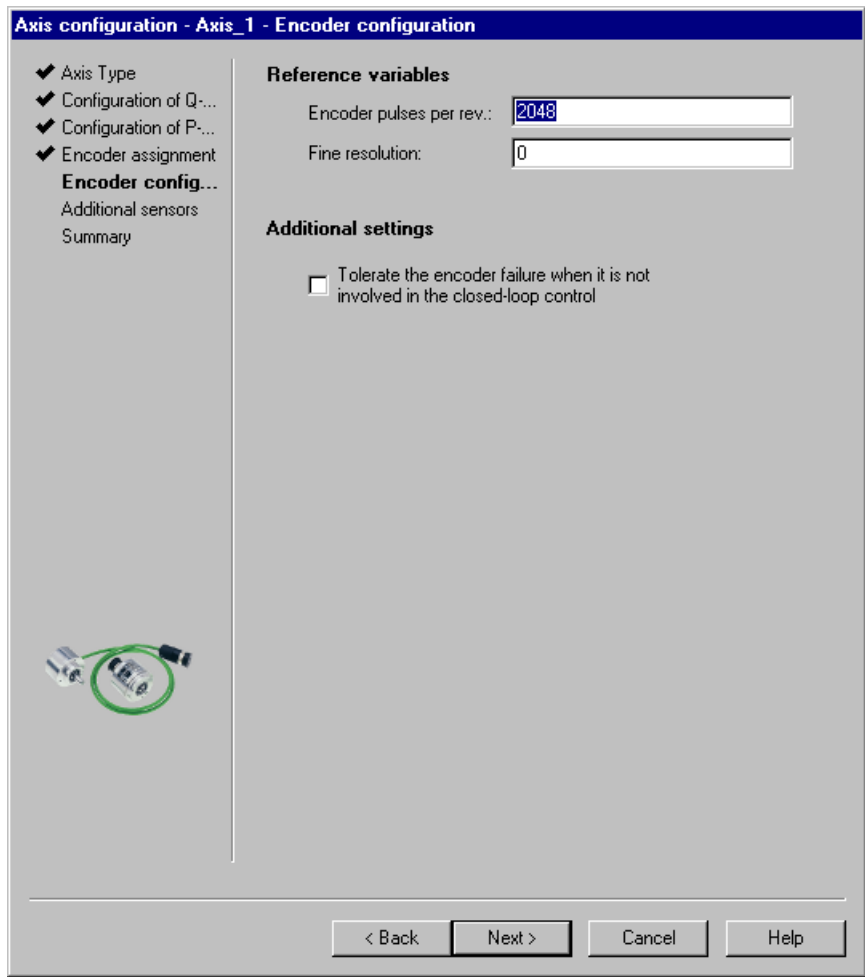 Axis configuration - Axis_1 - Encoder configuration
Axis Type
Configuration of Q-...
Configuration of P-...
Encoder assignment
Encoder config...
Additional sensors
Summary
Reference variables
Encoder pulses per rev.: 2048
Fine resolution: 0
Additional settings
Tolerate the encoder failure when it is not
involved in the closed-loop control
< Back Next > Cancel Help